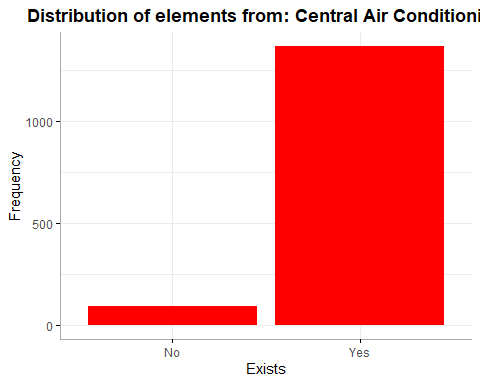 Distribution of elements from: Central Air Conditioni
Frequency
1000
500
0
No Yes
Exists